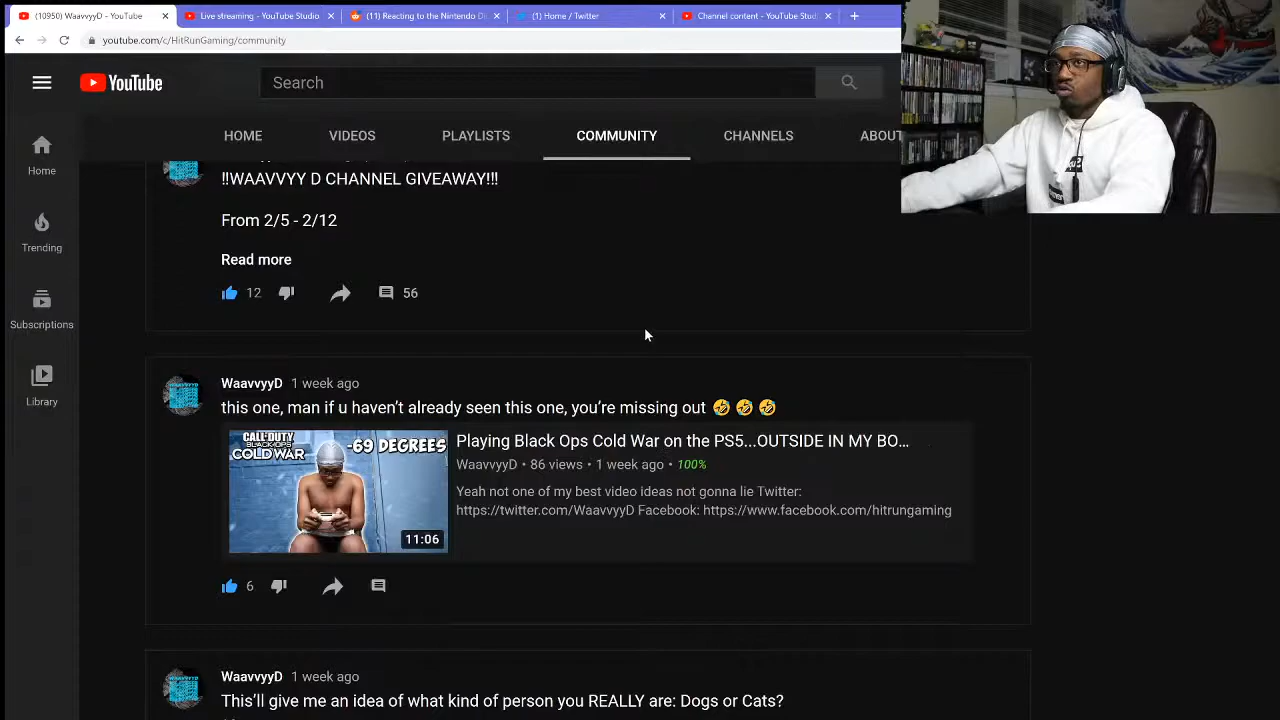 (10950) WaavvyyD - YouTube
Live streaming - YouTube Studio
(11) Reacting to the Nintendo Di
(1) Home / Twitter
Channel content - YouTube Stud
youtube.com/c/HitRunGaming/community
YouTube
Search
HOME
VIDEOS
PLAYLISTS
COMMUNITY
CHANNELS
ABOU
Home
Trending
Subscriptions
Library
!!WAAVVYY D CHANNEL GIVEAWAY!!!
From 2/5 - 2/12
Read more
12
56
WaavvyyD 1 week ago
this one, man if u haven't already seen this one, you're missing out 🤣 🤣 🤣
CALL OF DUTY
BLACK OPS
COLD WAR
-69 DEGREES
11:06
Playing Black Ops Cold War on the PS5...OUTSIDE IN MY BO...
WaavvyyD • 86 views • 1 week ago • 100%
Yeah not one of my best video ideas not gonna lie Twitter:
https://twitter.com/WaavvyyD Facebook: https://www.facebook.com/hitrungaming
6
WaavvyyD 1 week ago
This'll give me an idea of what kind of person you REALLY are: Dogs or Cats?